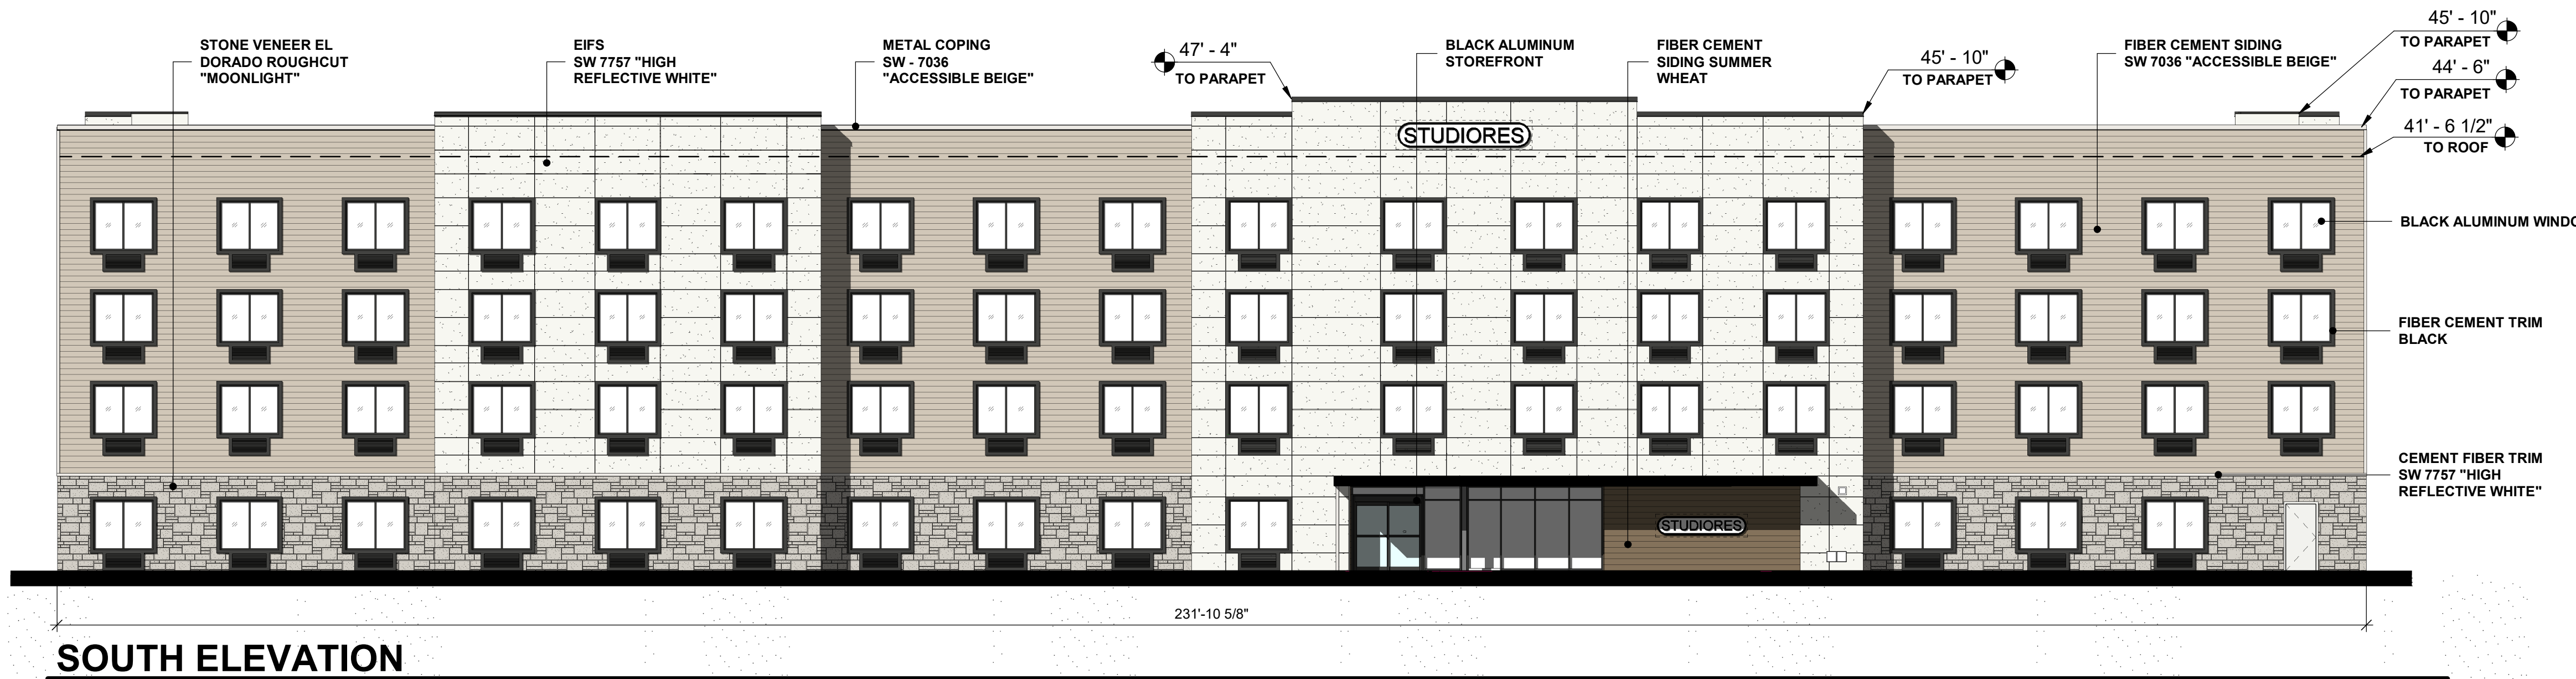 STONE VENEER EL
DORADO ROUGHCUT
"MOONLIGHT"
EIFS
SW 7757 "HIGH
REFLECTIVE WHITE"
METAL COPING
SW - 7036
"ACCESSIBLE BEIGE"
47' - 4"
TO PARAPET
BLACK ALUMINUM
STOREFRONT
FIBER CEMENT
SIDING SUMMER
WHEAT
45' - 10"
TO PARAPET
FIBER CEMENT SIDING
SW 7036 "ACCESSIBLE BEIGE"
45' - 10"
TO PARAPET
44' - 6"
TO PARAPET
41' - 6 1/2"
TO ROOF
STUDIORES
BLACK ALUMINUM
FIBER CEMENT TRIM
BLACK
CEMENT FIBER TRIM
SW 7757 "HIGH
REFLECTIVE WHITE"
STUDIORES
231'-10 5/8"
SOUTH ELEVATION